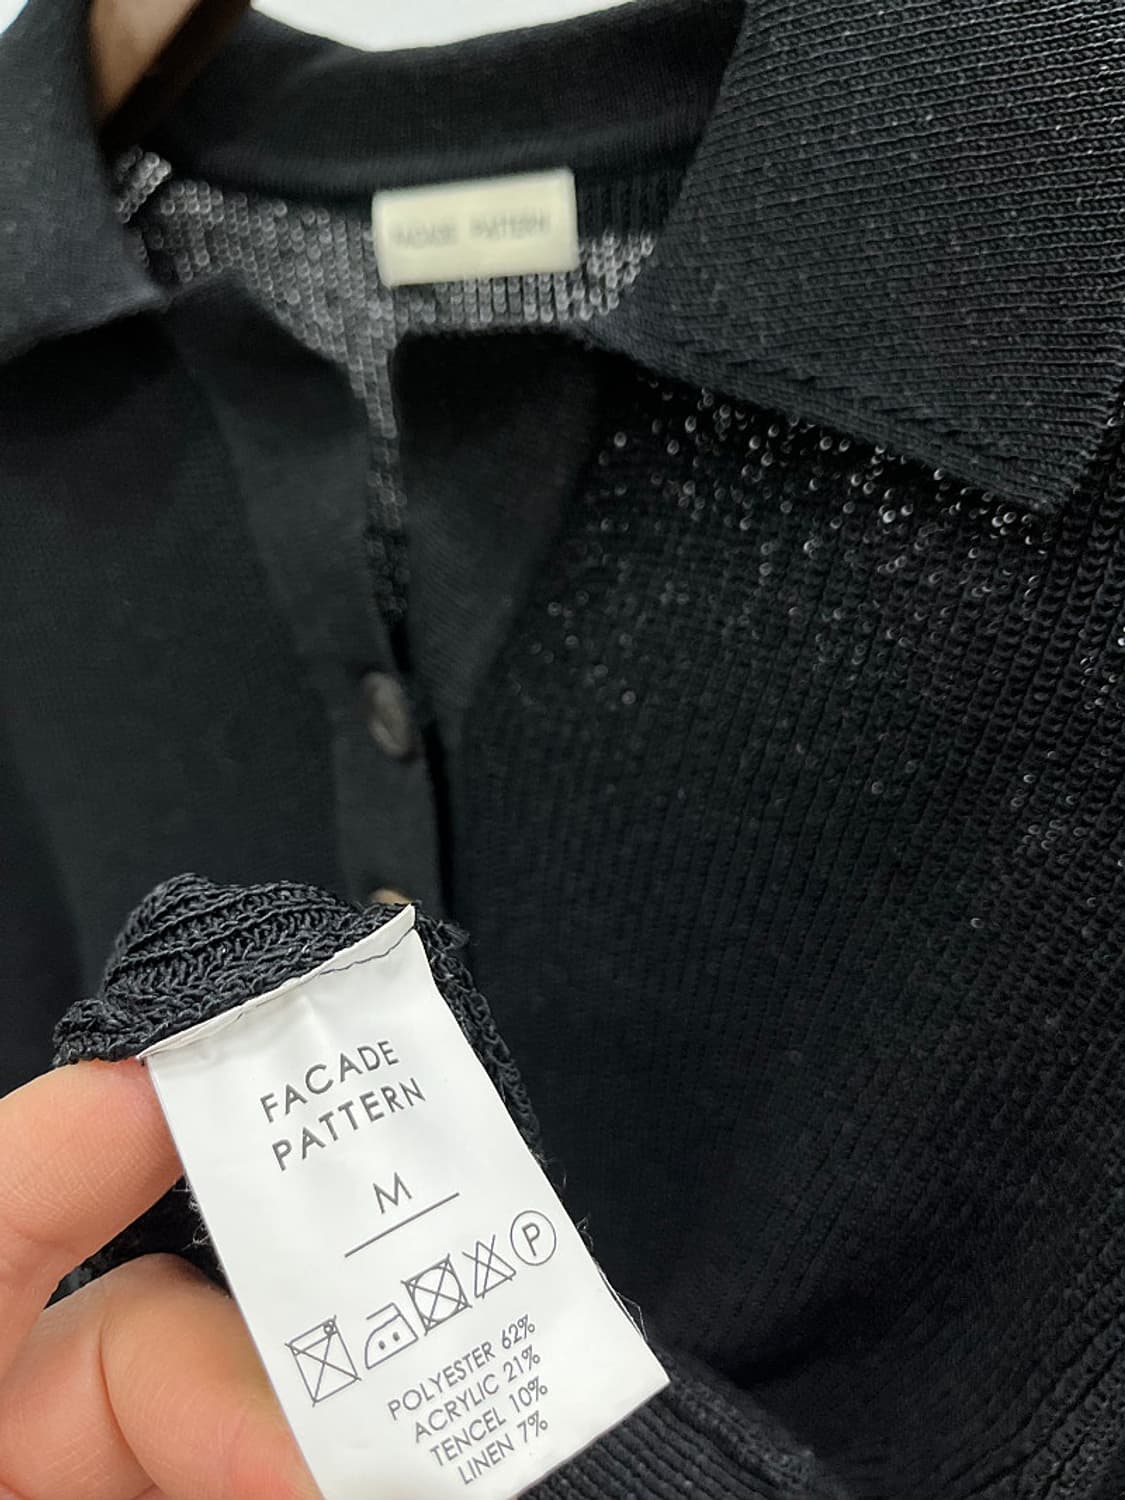 FACADE PATTERN
FACADE
PATTERN
M
P
POLYESTER 62%
ACRYLIC 21%
TENCEL 10%
LINEN 7%